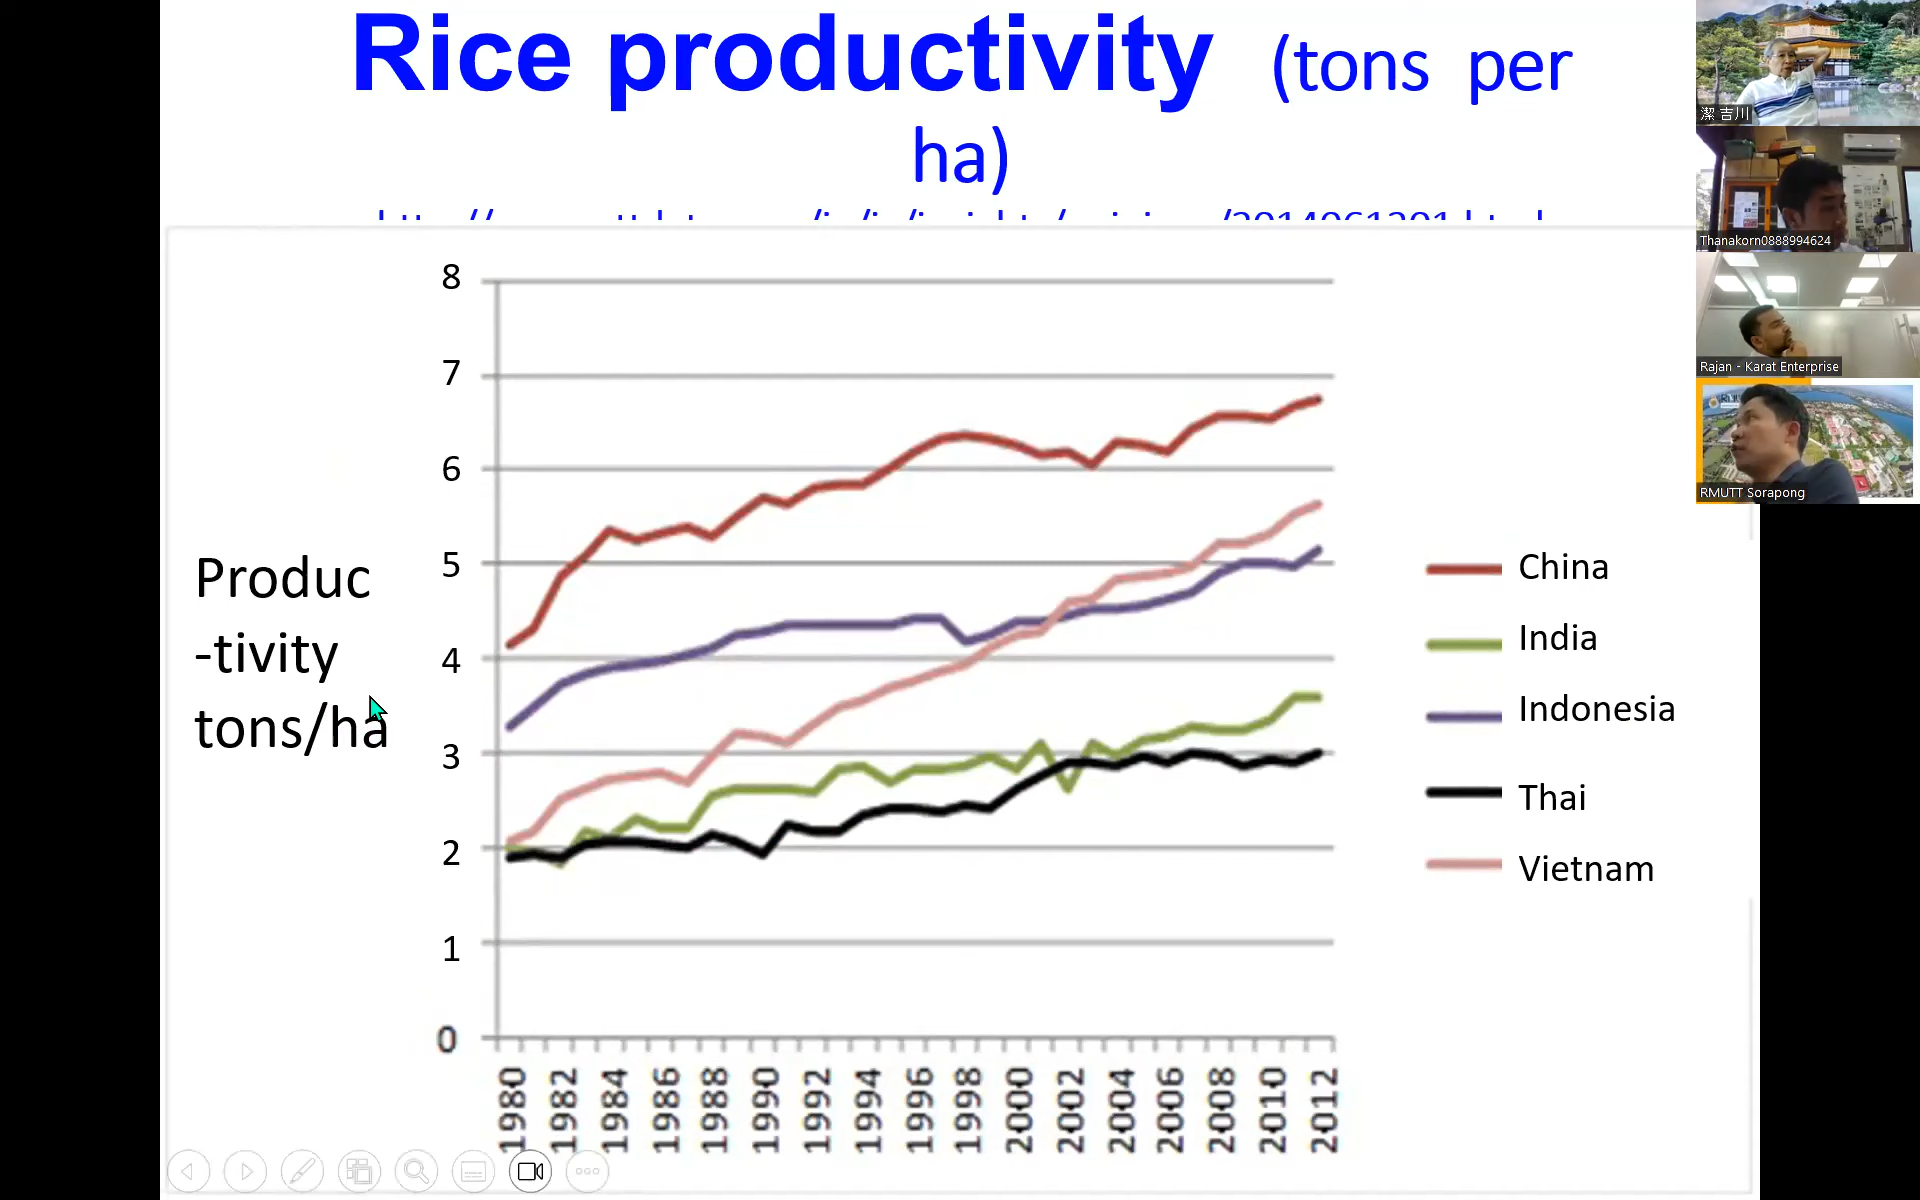 Rice productivity (tons per
ha)
8
7
6
5
4
3
2
1
0
Produc
-tivity
tons/ha
1980
1982
1984
1986
1988
1990
1992
1994
1996
1998
2000
2002
2004
2006
2008
2010
2012
China
India
Indonesia
Thai
Vietnam
潔 吉川
Thanakorn0888994624
Rajan - Karat Enterprise
RMUTT Sorapong